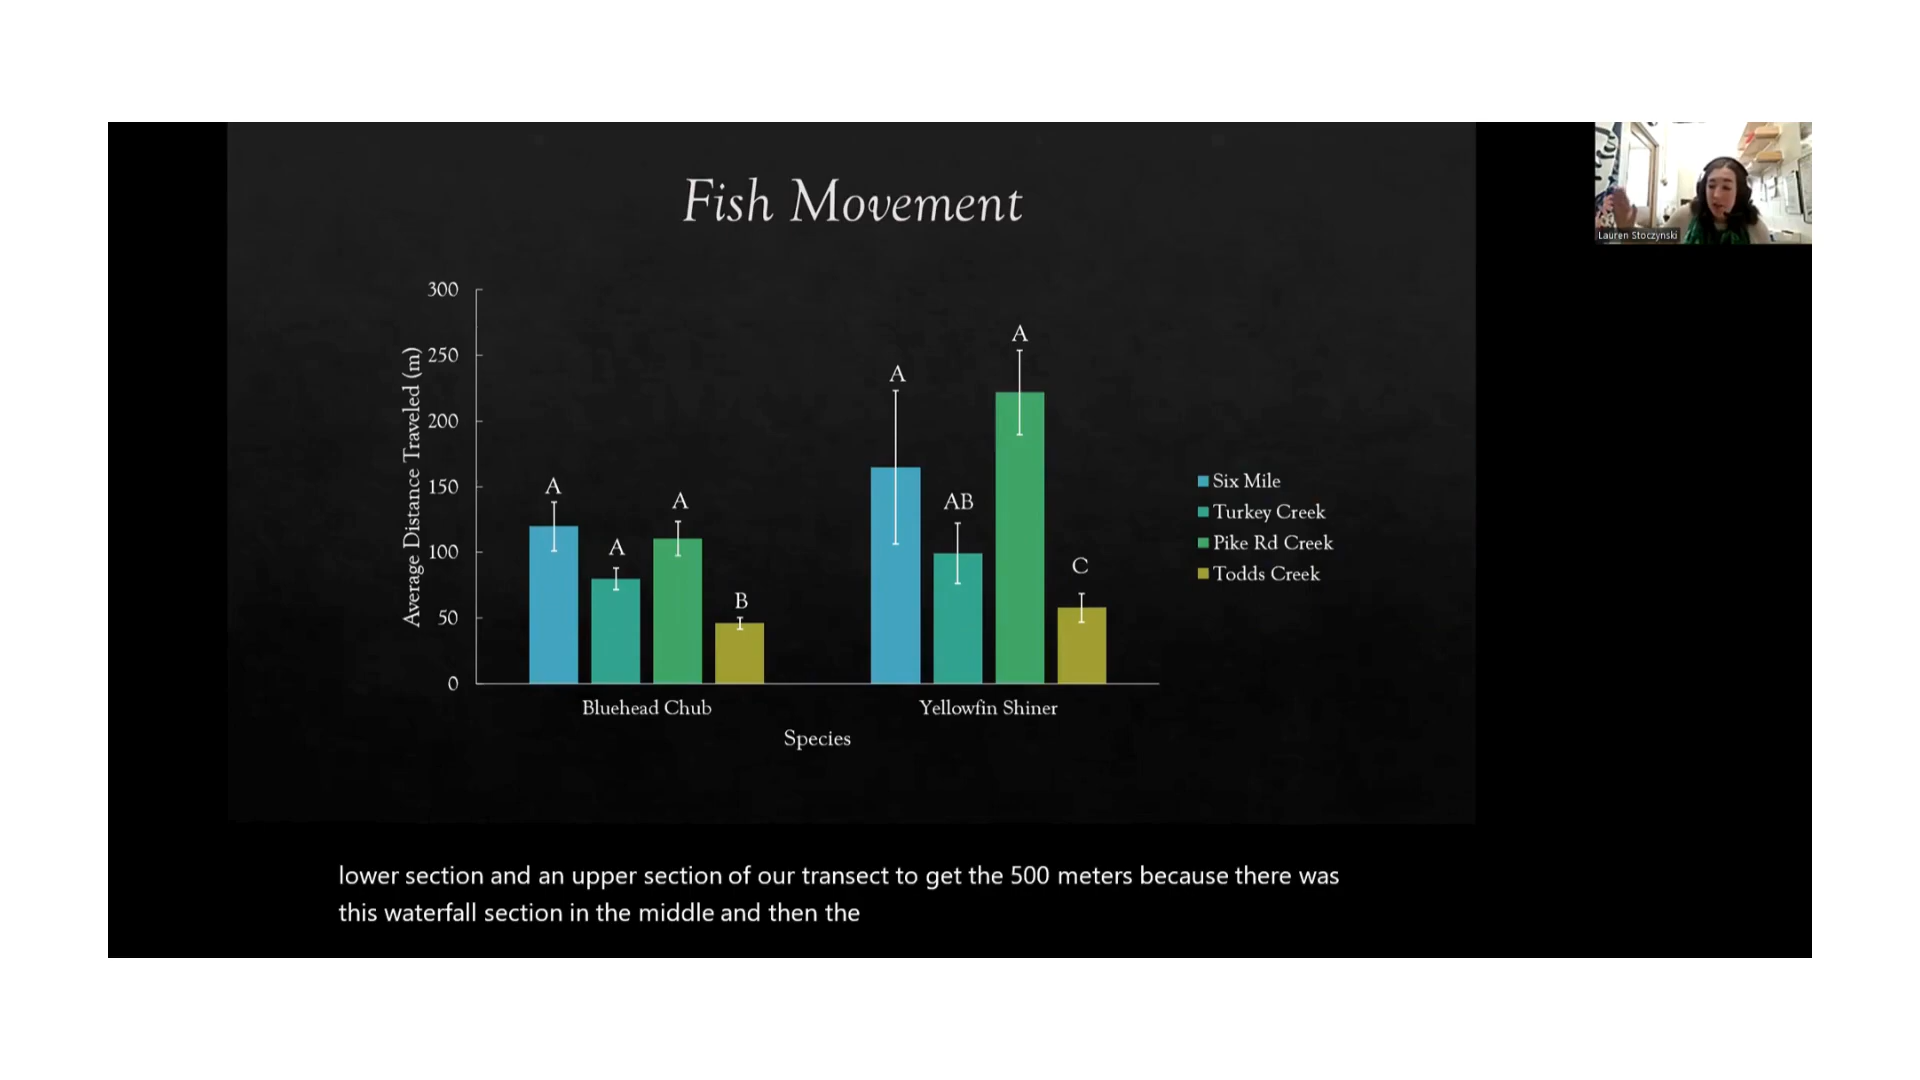 Fish Movement
Lauren Stoczynski
300
250
200
150
100
50
0
Average Distance Traveled (m)
A
A
A
B
A
AB
A
C
Bluehead Chub
Yellowfin Shiner
Species
Six Mile
Turkey Creek
Pike Rd Creek
Todds Creek
lower section and an upper section of our transect to get the 500 meters because there was
this waterfall section in the middle and then the